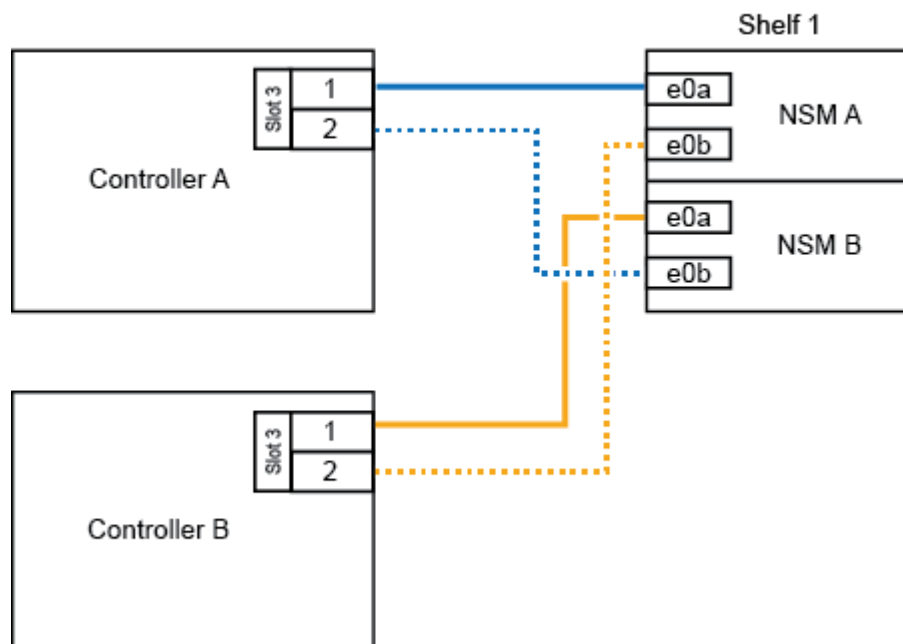 Shelf 1
Slot 3
1
2
Controller A
e0a
e0b
NSM A
e0a
e0b
NSM B
Slot 3
1
2
Controller B